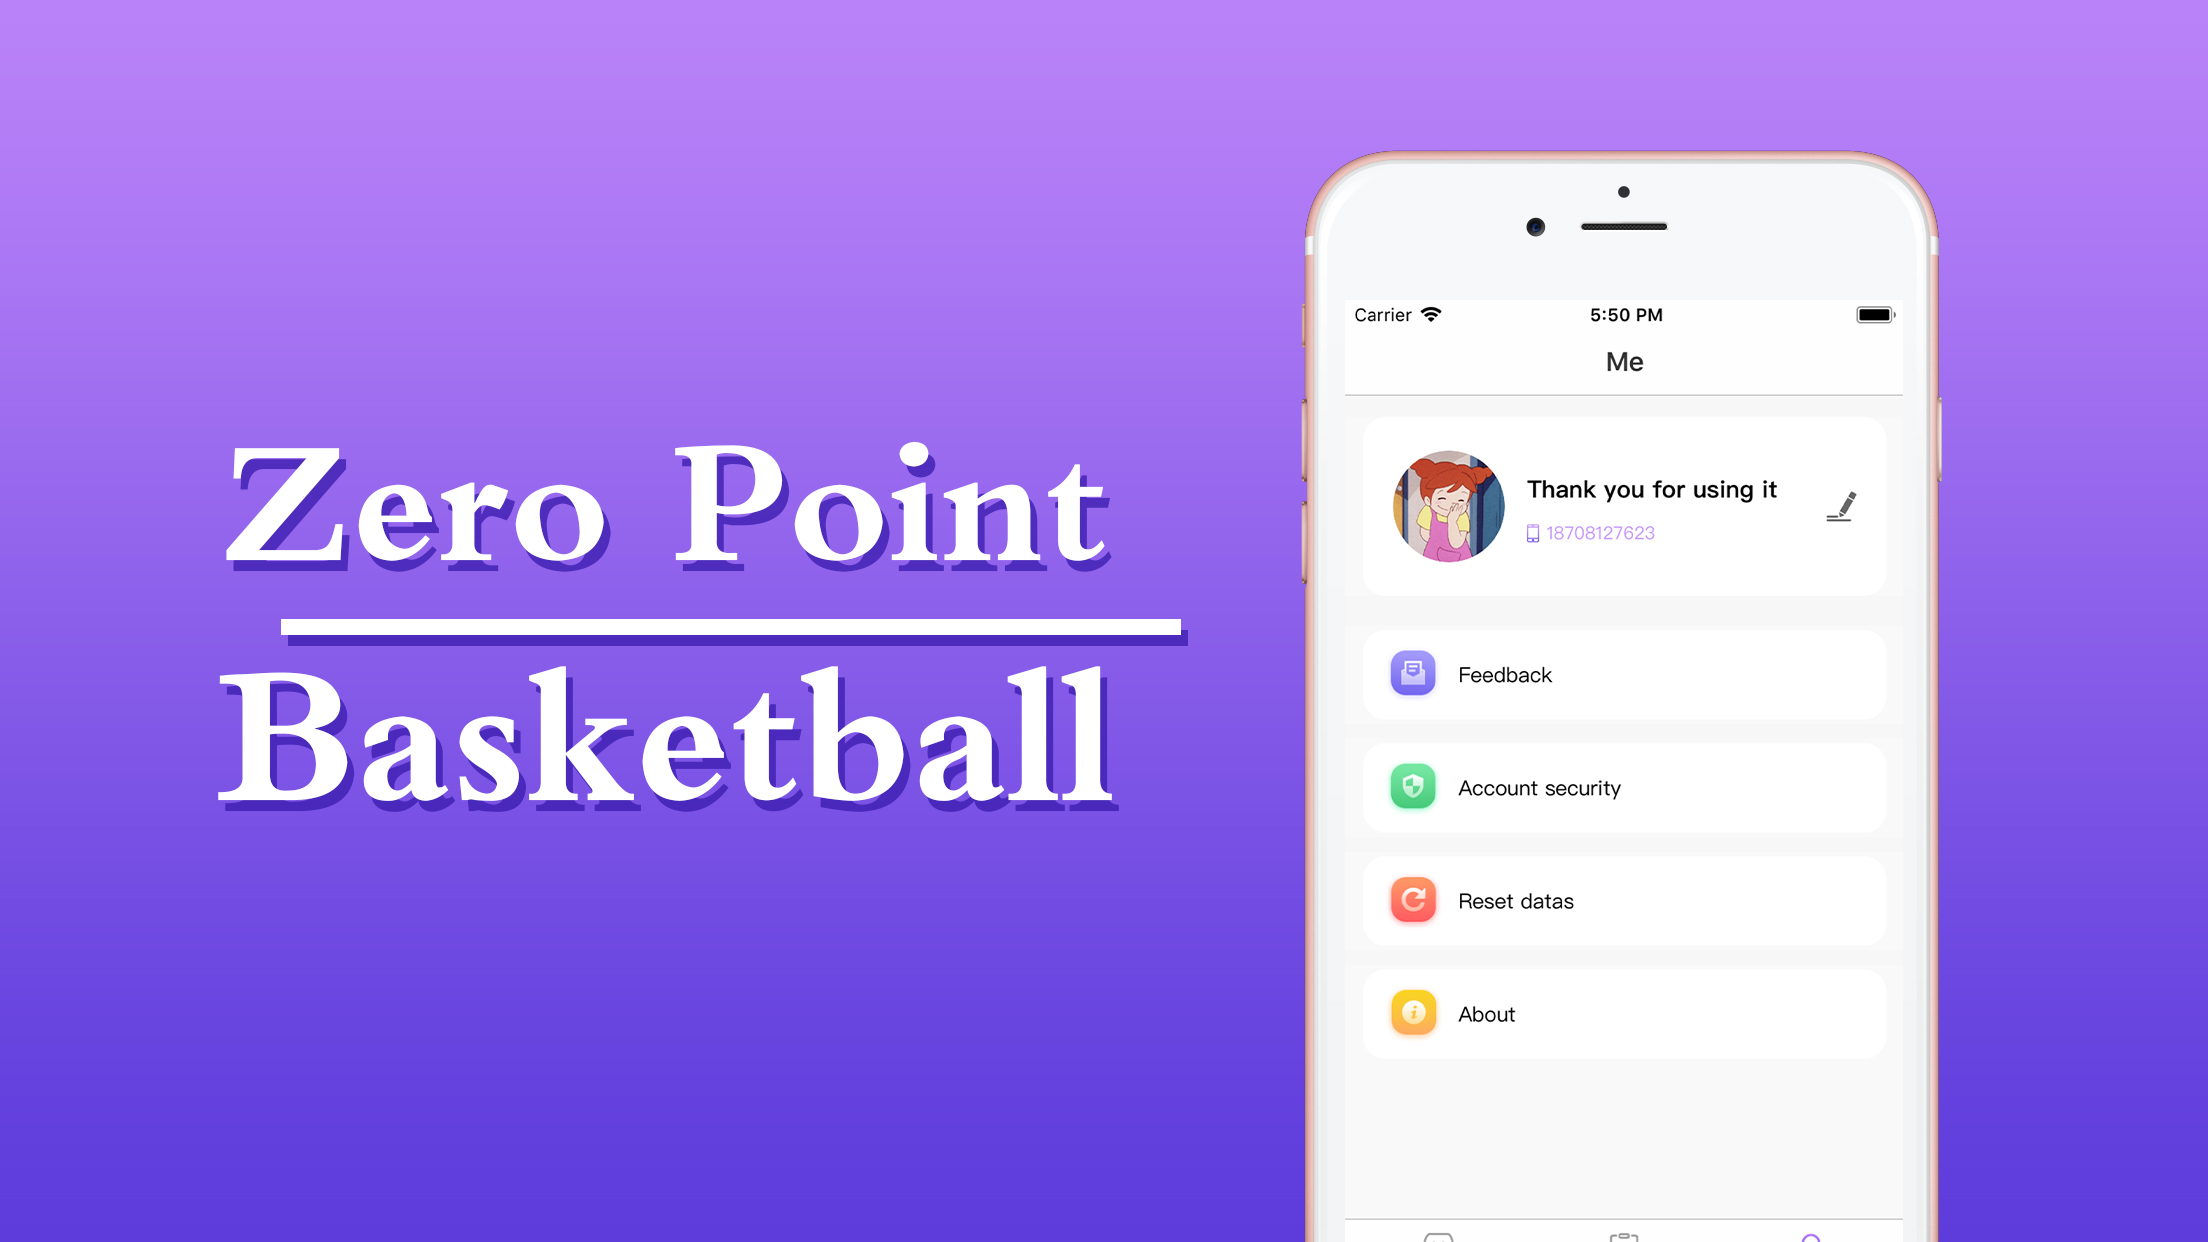 Zero Point
Basketball
Carrier
5:50 PM
Me
Thank you for using it
18708127623
Feedback
Account security
Reset datas
About